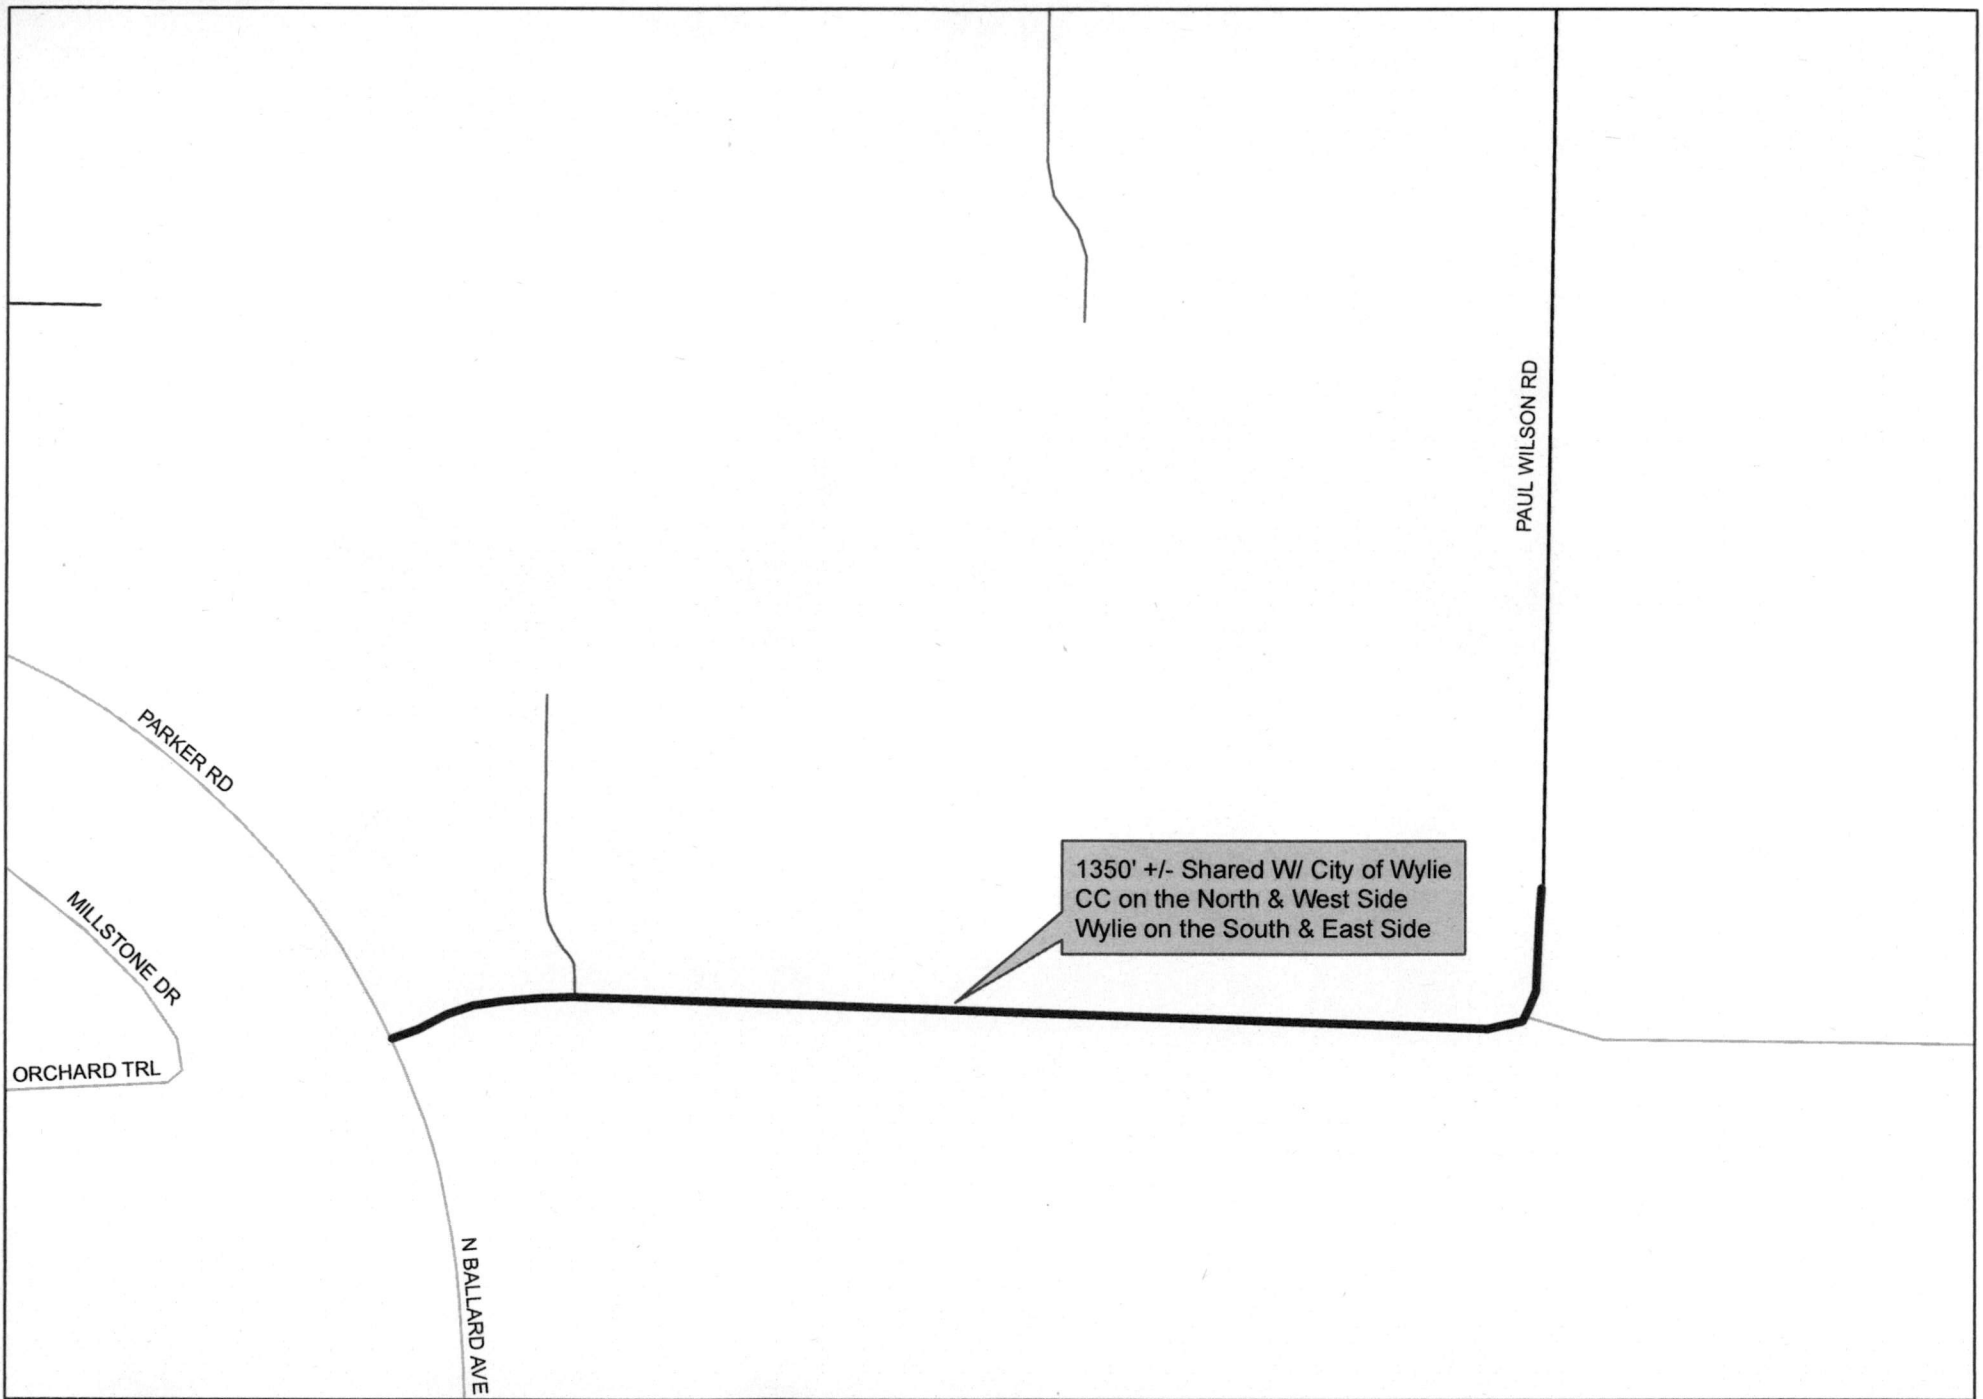 PAUL WILSON RD
PARKER RD
1350' +/- Shared W/ City of Wylie
CC on the North & West Side
Wylie on the South & East Side
MILLSTONE DR
ORCHARD TRL
N BALLARD AVE